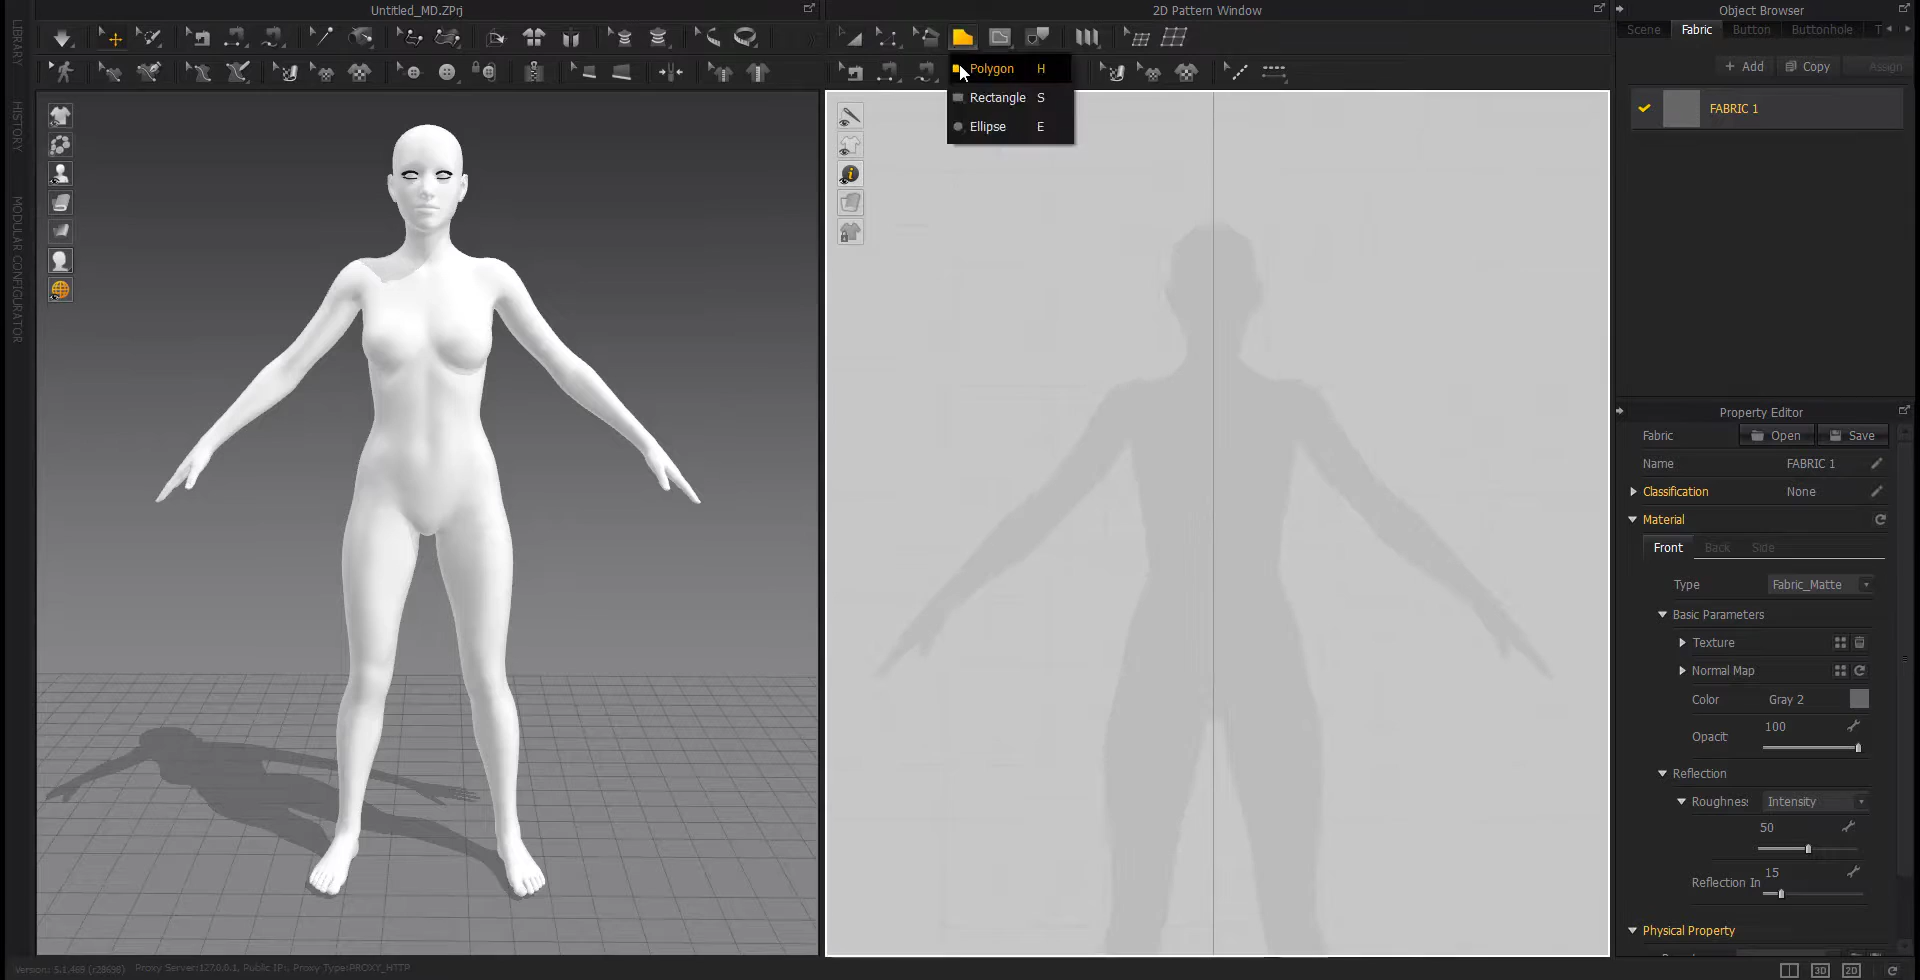 Untitled_MD.ZPrj
2D Pattern Window
Object Browser
LIBRARY
HISTORY
MODULAR CONFIGURATOR
Polygon H
Rectangle S
Ellipse E
Scene Fabric Button Buttonhole T
+ Add Copy Assign
FABRIC 1
Property Editor
Fabric Open Save
Name FABRIC 1
Classification None
Material
Front Back Side
Type Fabric_Matte
Basic Parameters
Texture
Normal Map
Color Gray 2
Opacit 100
Reflection
Roughness Intensity
50
Reflection In 15
Physical Property
3D 2D